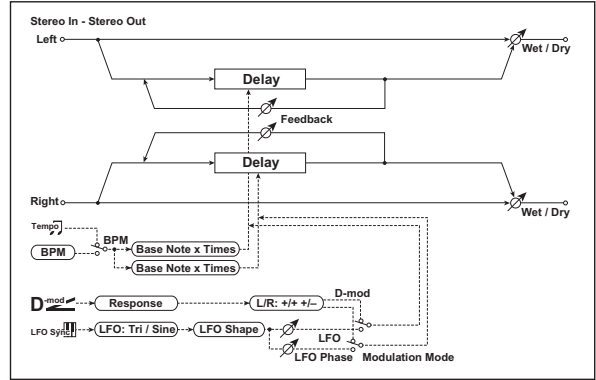 Stereo In - Stereo Out
Left
Wet / Dry
Delay
Feedback
Delay
Right
Wet / Dry
Tempo
BPM
BPM
Base Note x Times
Base Note x Times
D-mod
Response
L/R: +/+ +/–
D-mod
LFO Sync
LFO: Tri / Sine
LFO Shape
LFO
LFO Phase
Modulation Mode